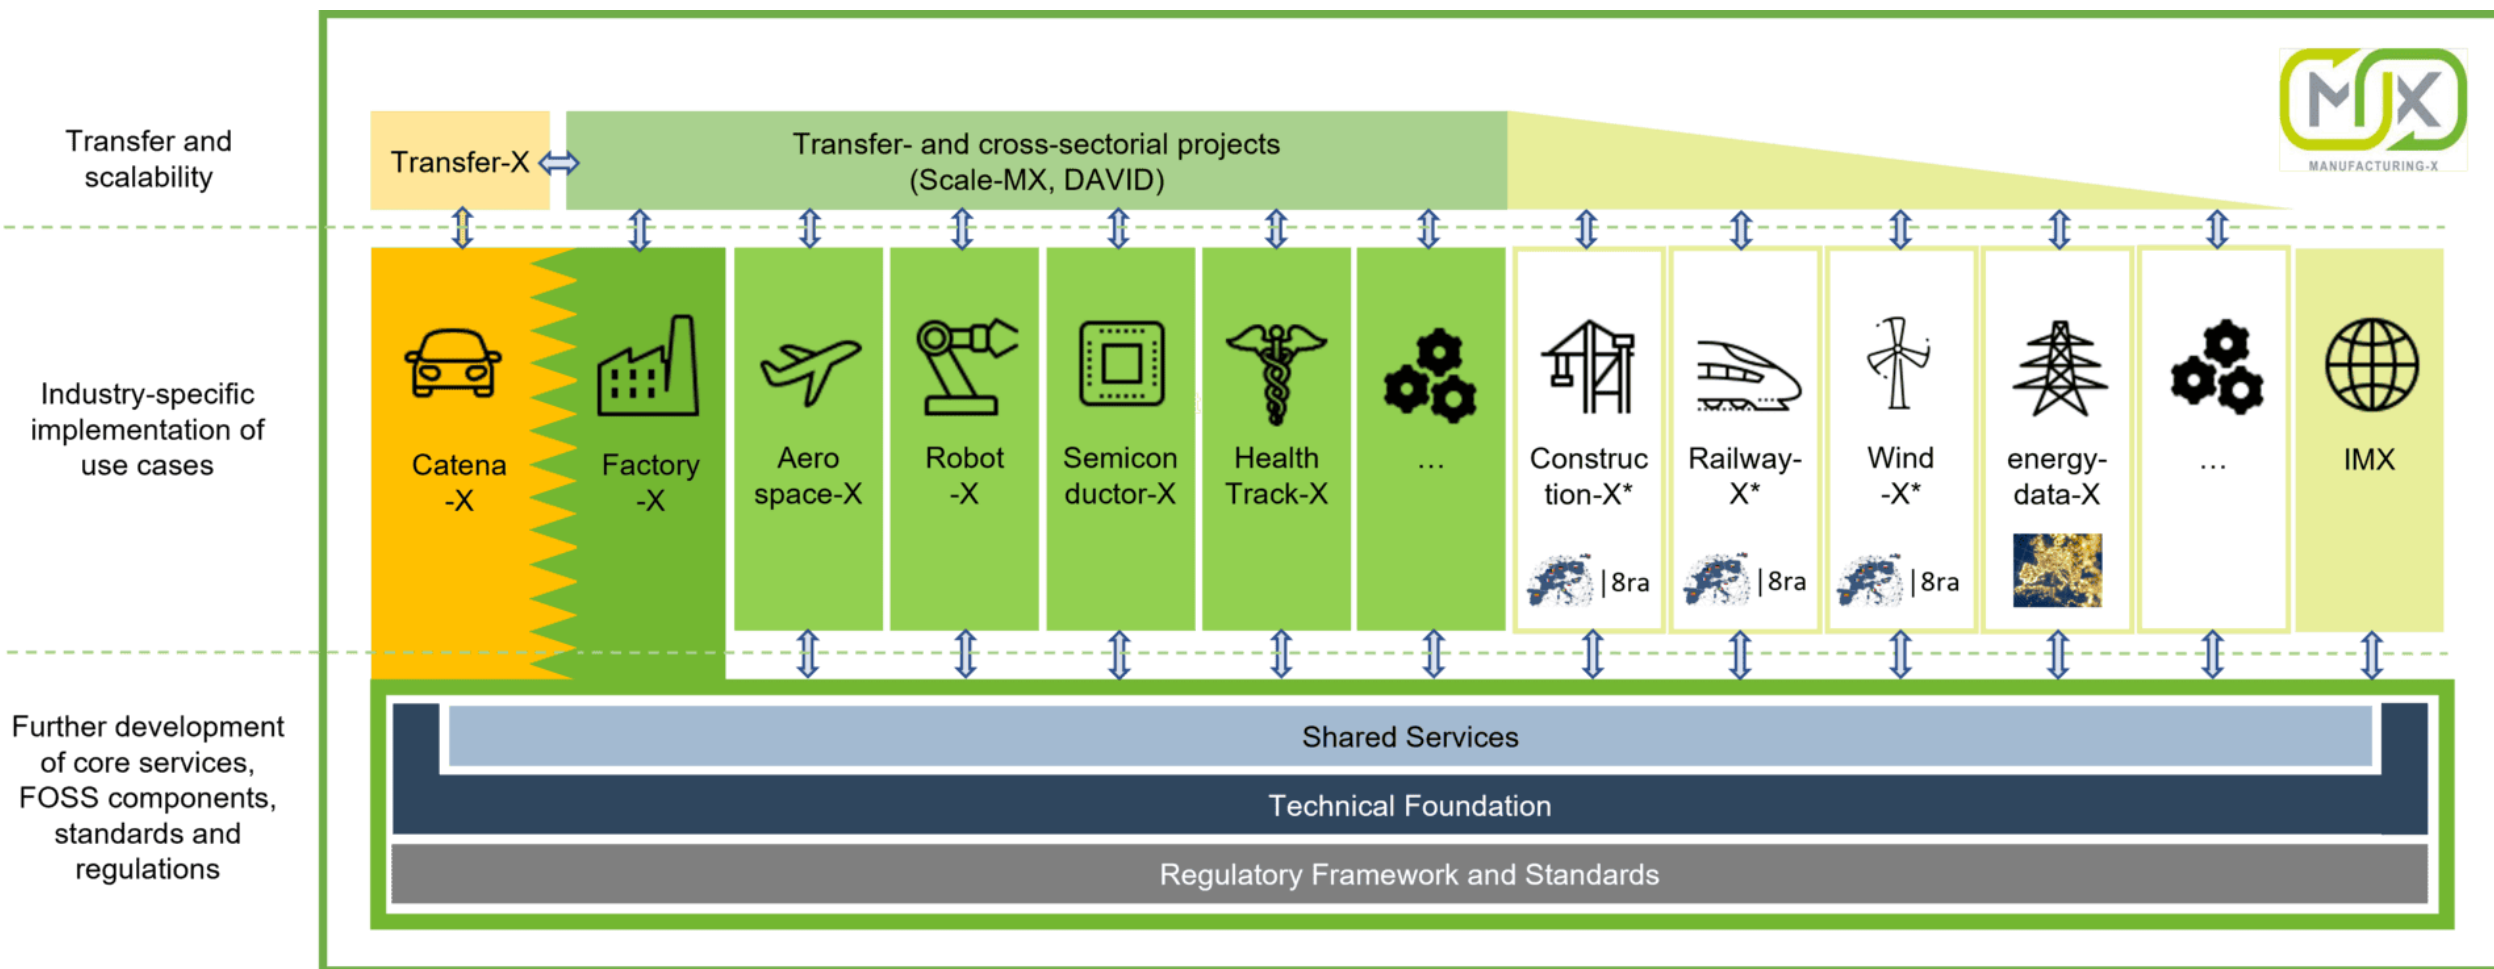 Transfer and
scalability
Transfer-X
Transfer- and cross-sectorial projects
(Scale-MX, DAVID)
MX
MANUFACTURING-X
Industry-specific
implementation of
use cases
Catena
-X
Factory
-X
Aero
space-X
Robot
-X
Semicon
ductor-X
Health
Track-X
...
Construc
tion-X*
|8ra
Railway-
X*
|8ra
Wind
-X*
|8ra
energy-
data-X
...
IMX
Further development
of core services,
FOSS components,
standards and
regulations
Shared Services
Technical Foundation
Regulatory Framework and Standards